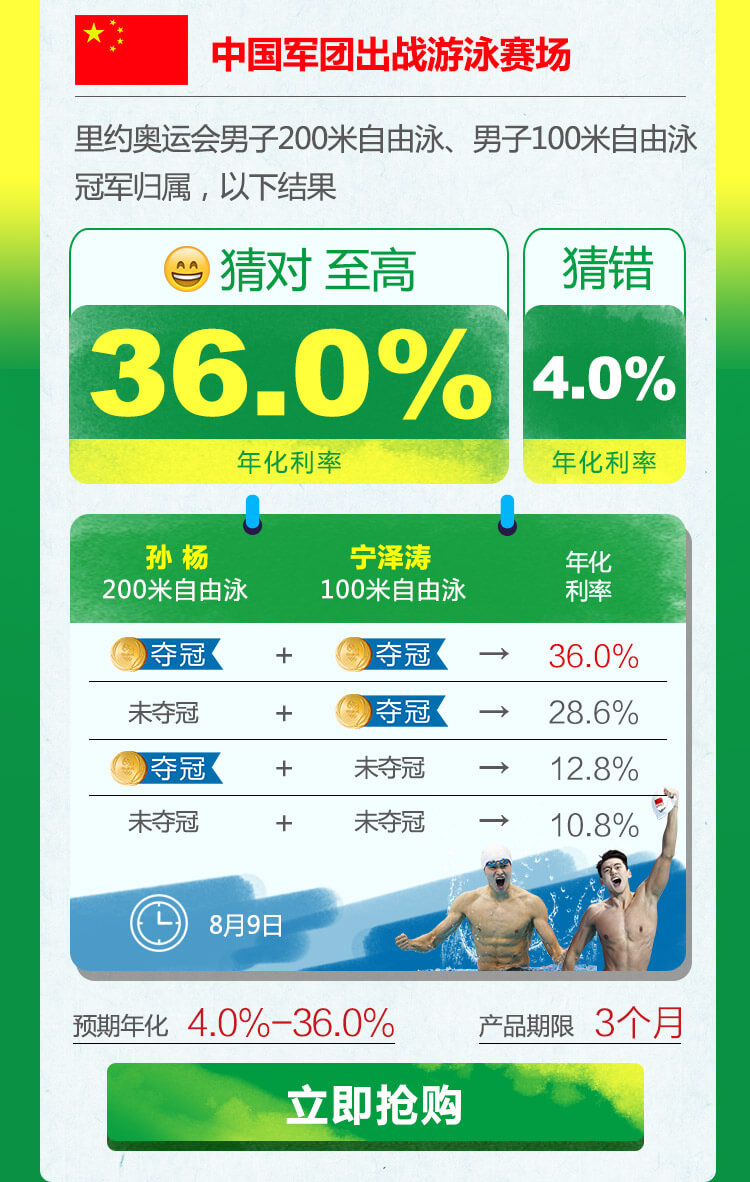 中国军团出战游泳赛场
里约奥运会男子200米自由泳、男子100米自由泳
冠军归属，以下结果
猜对 至高
36.0%
年化利率
猜错
4.0%
年化利率
孙 杨
200米自由泳
宁泽涛
100米自由泳
年化
利率
夺冠 + 夺冠 → 36.0%
未夺冠 + 夺冠 → 28.6%
夺冠 + 未夺冠 → 12.8%
未夺冠 + 未夺冠 → 10.8%
8月9日
预期年化 4.0%-36.0% 产品期限 3个月
立即抢购